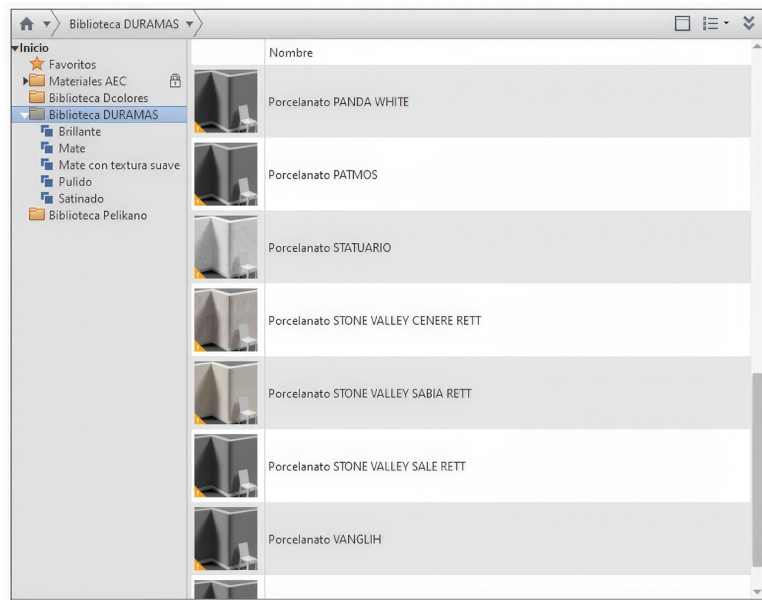 Biblioteca DURAMAS
Inicio
Favoritos
Materiales AEC
Biblioteca Dcolores
Biblioteca DURAMAS
Brillante
Mate
Mate con textura suave
Pulido
Satinado
Biblioteca Pelikano
Nombre
Porcelanato PANDA WHITE
Porcelanato PATMOS
Porcelanato STATUARIO
Porcelanato STONE VALLEY CENERE RETT
Porcelanato STONE VALLEY SABIA RETT
Porcelanato STONE VALLEY SALE RETT
Porcelanato VANGLIH